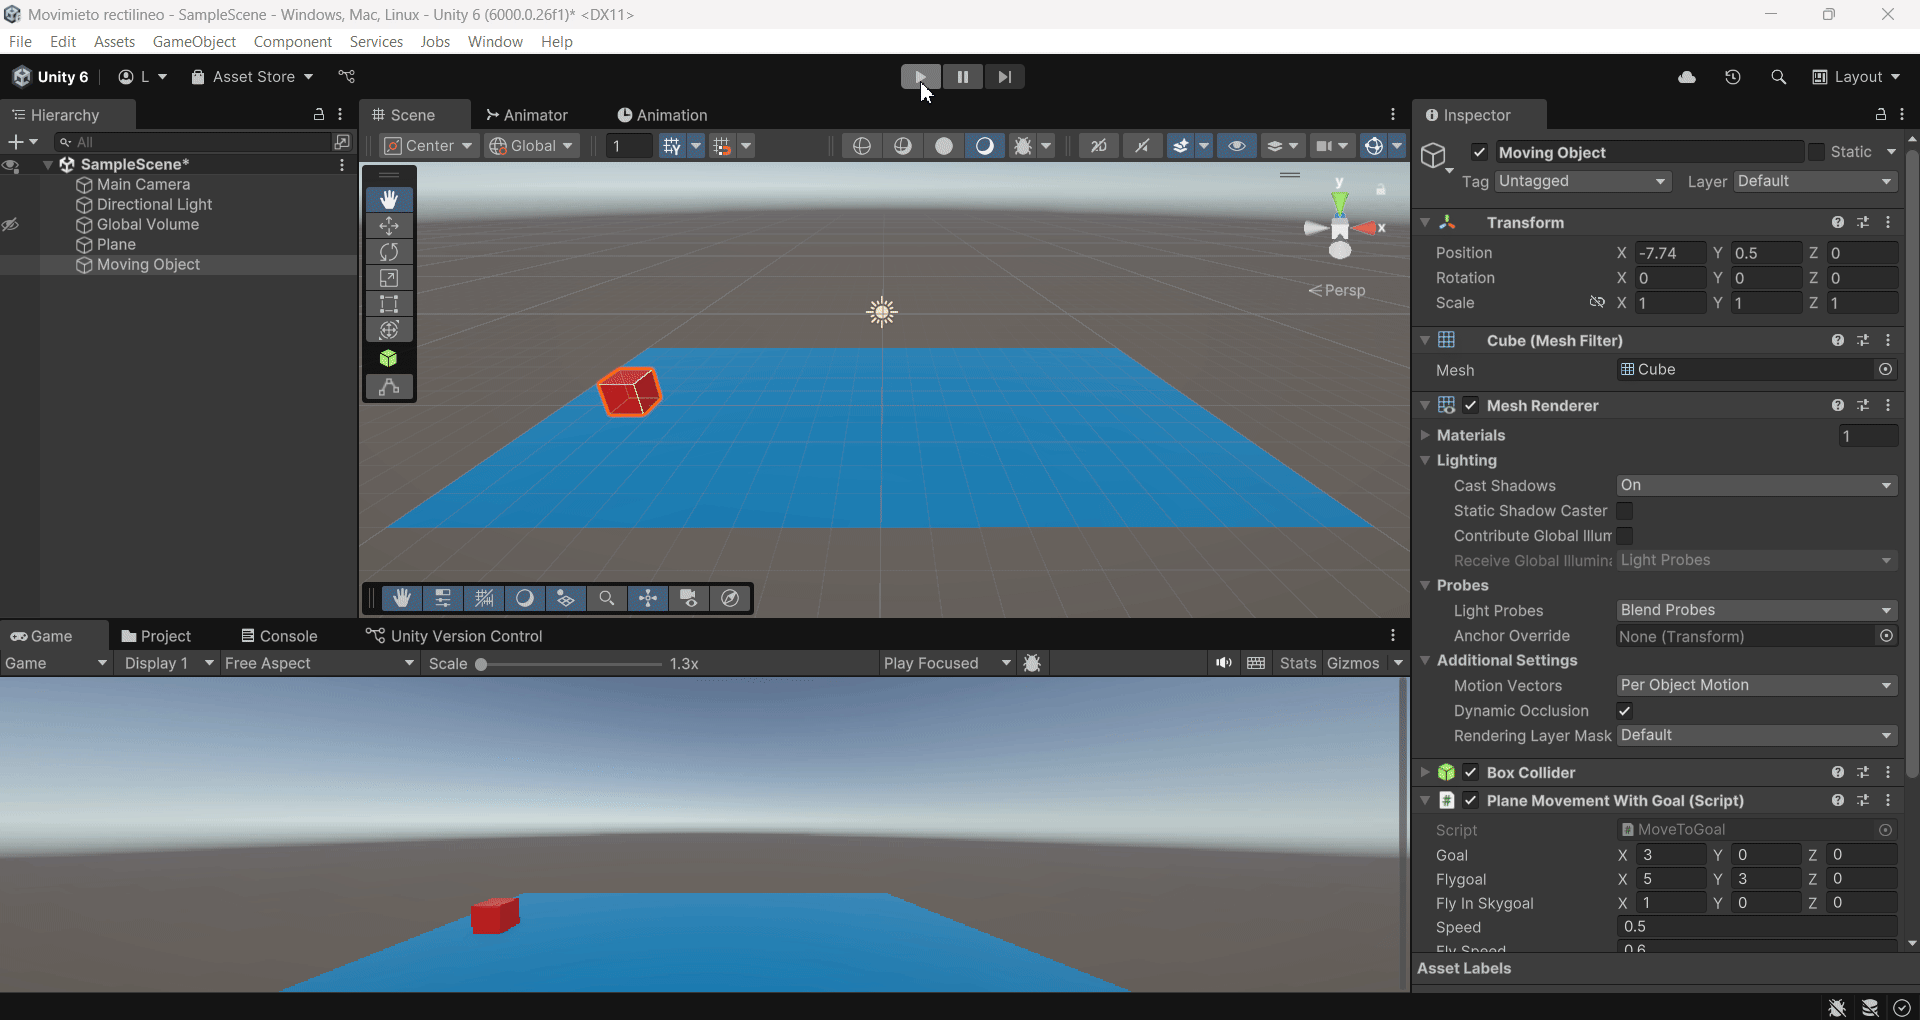 Movimieto rectilineo - SampleScene - Windows, Mac, Linux - Unity 6 (6000.0.26f1)* <DX11>
File Edit Assets GameObject Component Services Jobs Window Help
Unity 6 L Asset Store Layout
Hierarchy
All
SampleScene*
Main Camera
Directional Light
Global Volume
Plane
Moving Object
Scene Animator Animation
Center Global 1 2D
y
x
Persp
Game Project Console Unity Version Control
Game Display 1 Free Aspect Scale 1.3x Play Focused Stats Gizmos
Inspector
Moving Object Static
Tag Untagged Layer Default
Transform
Position X -7.74 Y 0.5 Z 0
Rotation X 0 Y 0 Z 0
Scale X 1 Y 1 Z 1
Cube (Mesh Filter)
Mesh Cube
Mesh Renderer
Materials 1
Lighting
Cast Shadows On
Static Shadow Caster
Contribute Global Illum
Receive Global Illumina Light Probes
Probes
Light Probes Blend Probes
Anchor Override None (Transform)
Additional Settings
Motion Vectors Per Object Motion
Dynamic Occlusion
Rendering Layer Mask Default
Box Collider
Plane Movement With Goal (Script)
Script MoveToGoal
Goal X 3 Y 0 Z 0
Flygoal X 5 Y 3 Z 0
Fly In Skygoal X 1 Y 0 Z 0
Speed 0.5
Fly Speed 0.6
Asset Labels